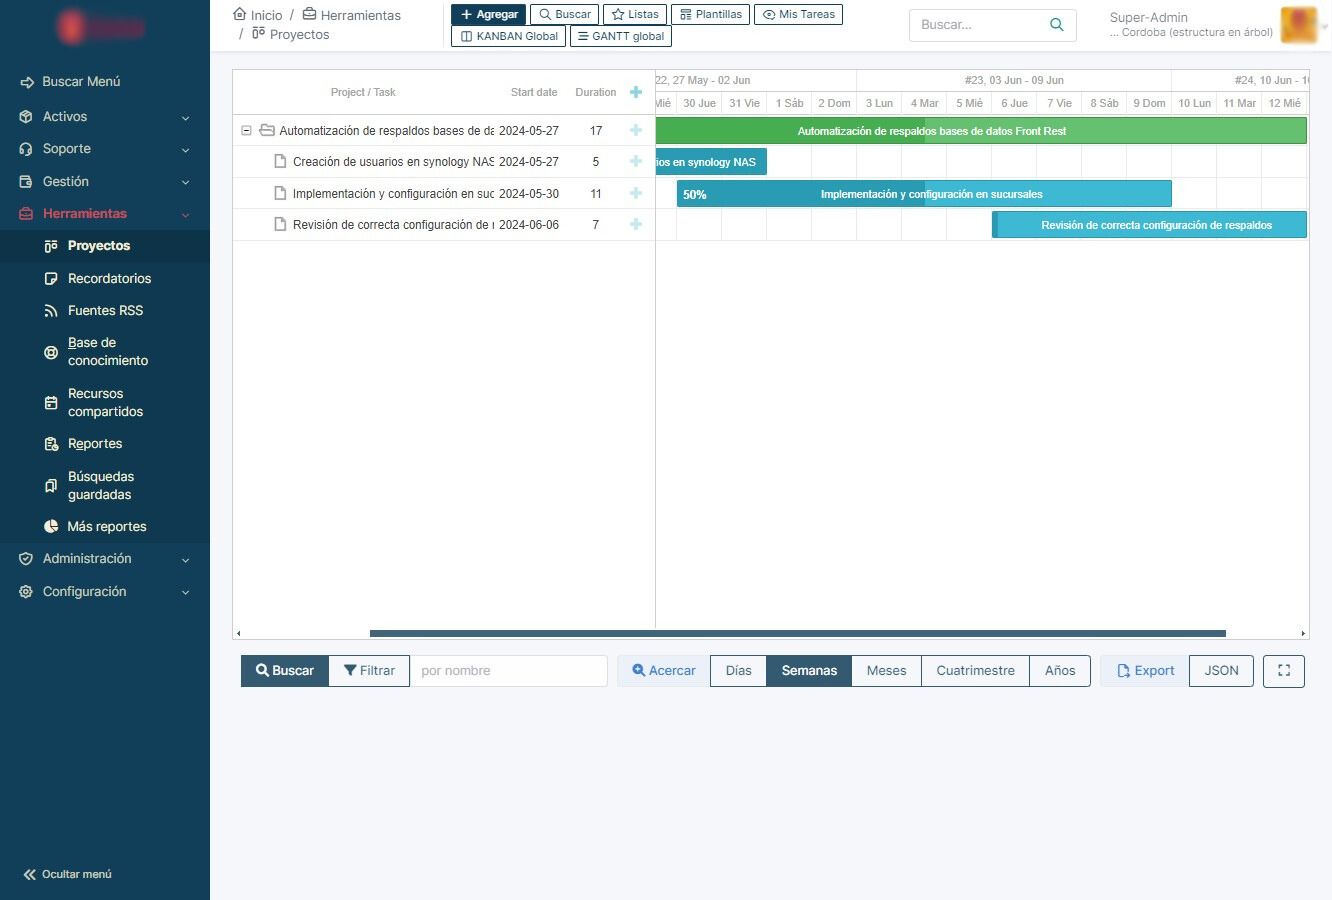 Inicio / Herramientas
/ Proyectos
Agregar Buscar Listas Plantillas Mis Tareas
KANBAN Global GANTT global
Buscar...
Super-Admin
... Cordoba (estructura en árbol)
Buscar Menú
Activos
Soporte
Gestión
Herramientas
Proyectos
Recordatorios
Fuentes RSS
Base de
conocimiento
Recursos
compartidos
Reportes
Búsquedas
guardadas
Más reportes
Administración
Configuración
Ocultar menú
Project / Task Start date Duration
22, 27 May - 02 Jun #23, 03 Jun - 09 Jun #24, 10 Jun - 1
Mié 30 Jue 31 Vie 1 Sáb 2 Dom 3 Lun 4 Mar 5 Mié 6 Jue 7 Vie 8 Sáb 9 Dom 10 Lun 11 Mar 12 Mié
Automatización de respaldos bases de da 2024-05-27 17
Automatización de respaldos bases de datos Front Rest
Creación de usuarios en synology NAS 2024-05-27 5
ios en synology NAS
Implementación y configuración en suc 2024-05-30 11
50% Implementación y configuración en sucursales
Revisión de correcta configuración de r 2024-06-06 7
Revisión de correcta configuración de respaldos
Buscar Filtrar por nombre Acercar Días Semanas Meses Cuatrimestre Años Export JSON